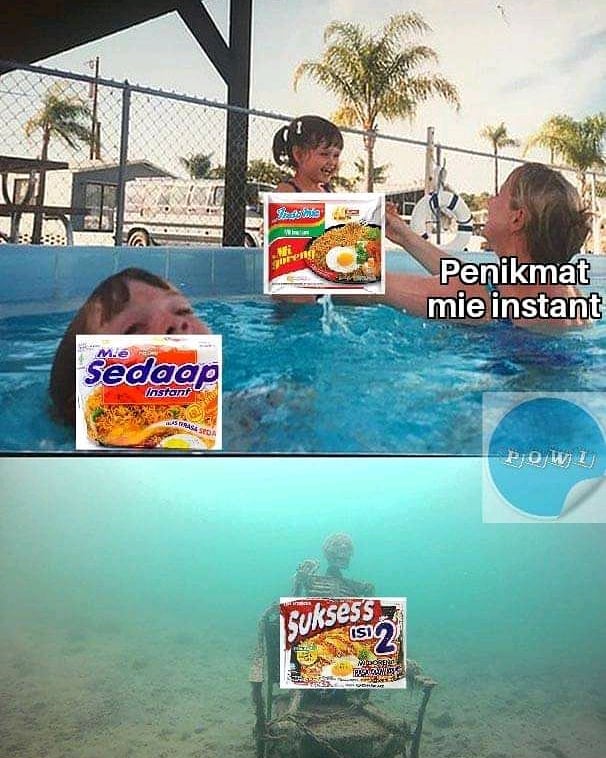 Indomie
Mi
goreng
Penikmat
mie instant
Mie
Sedaap
Instant
POWL
Sukses's
ISI 2